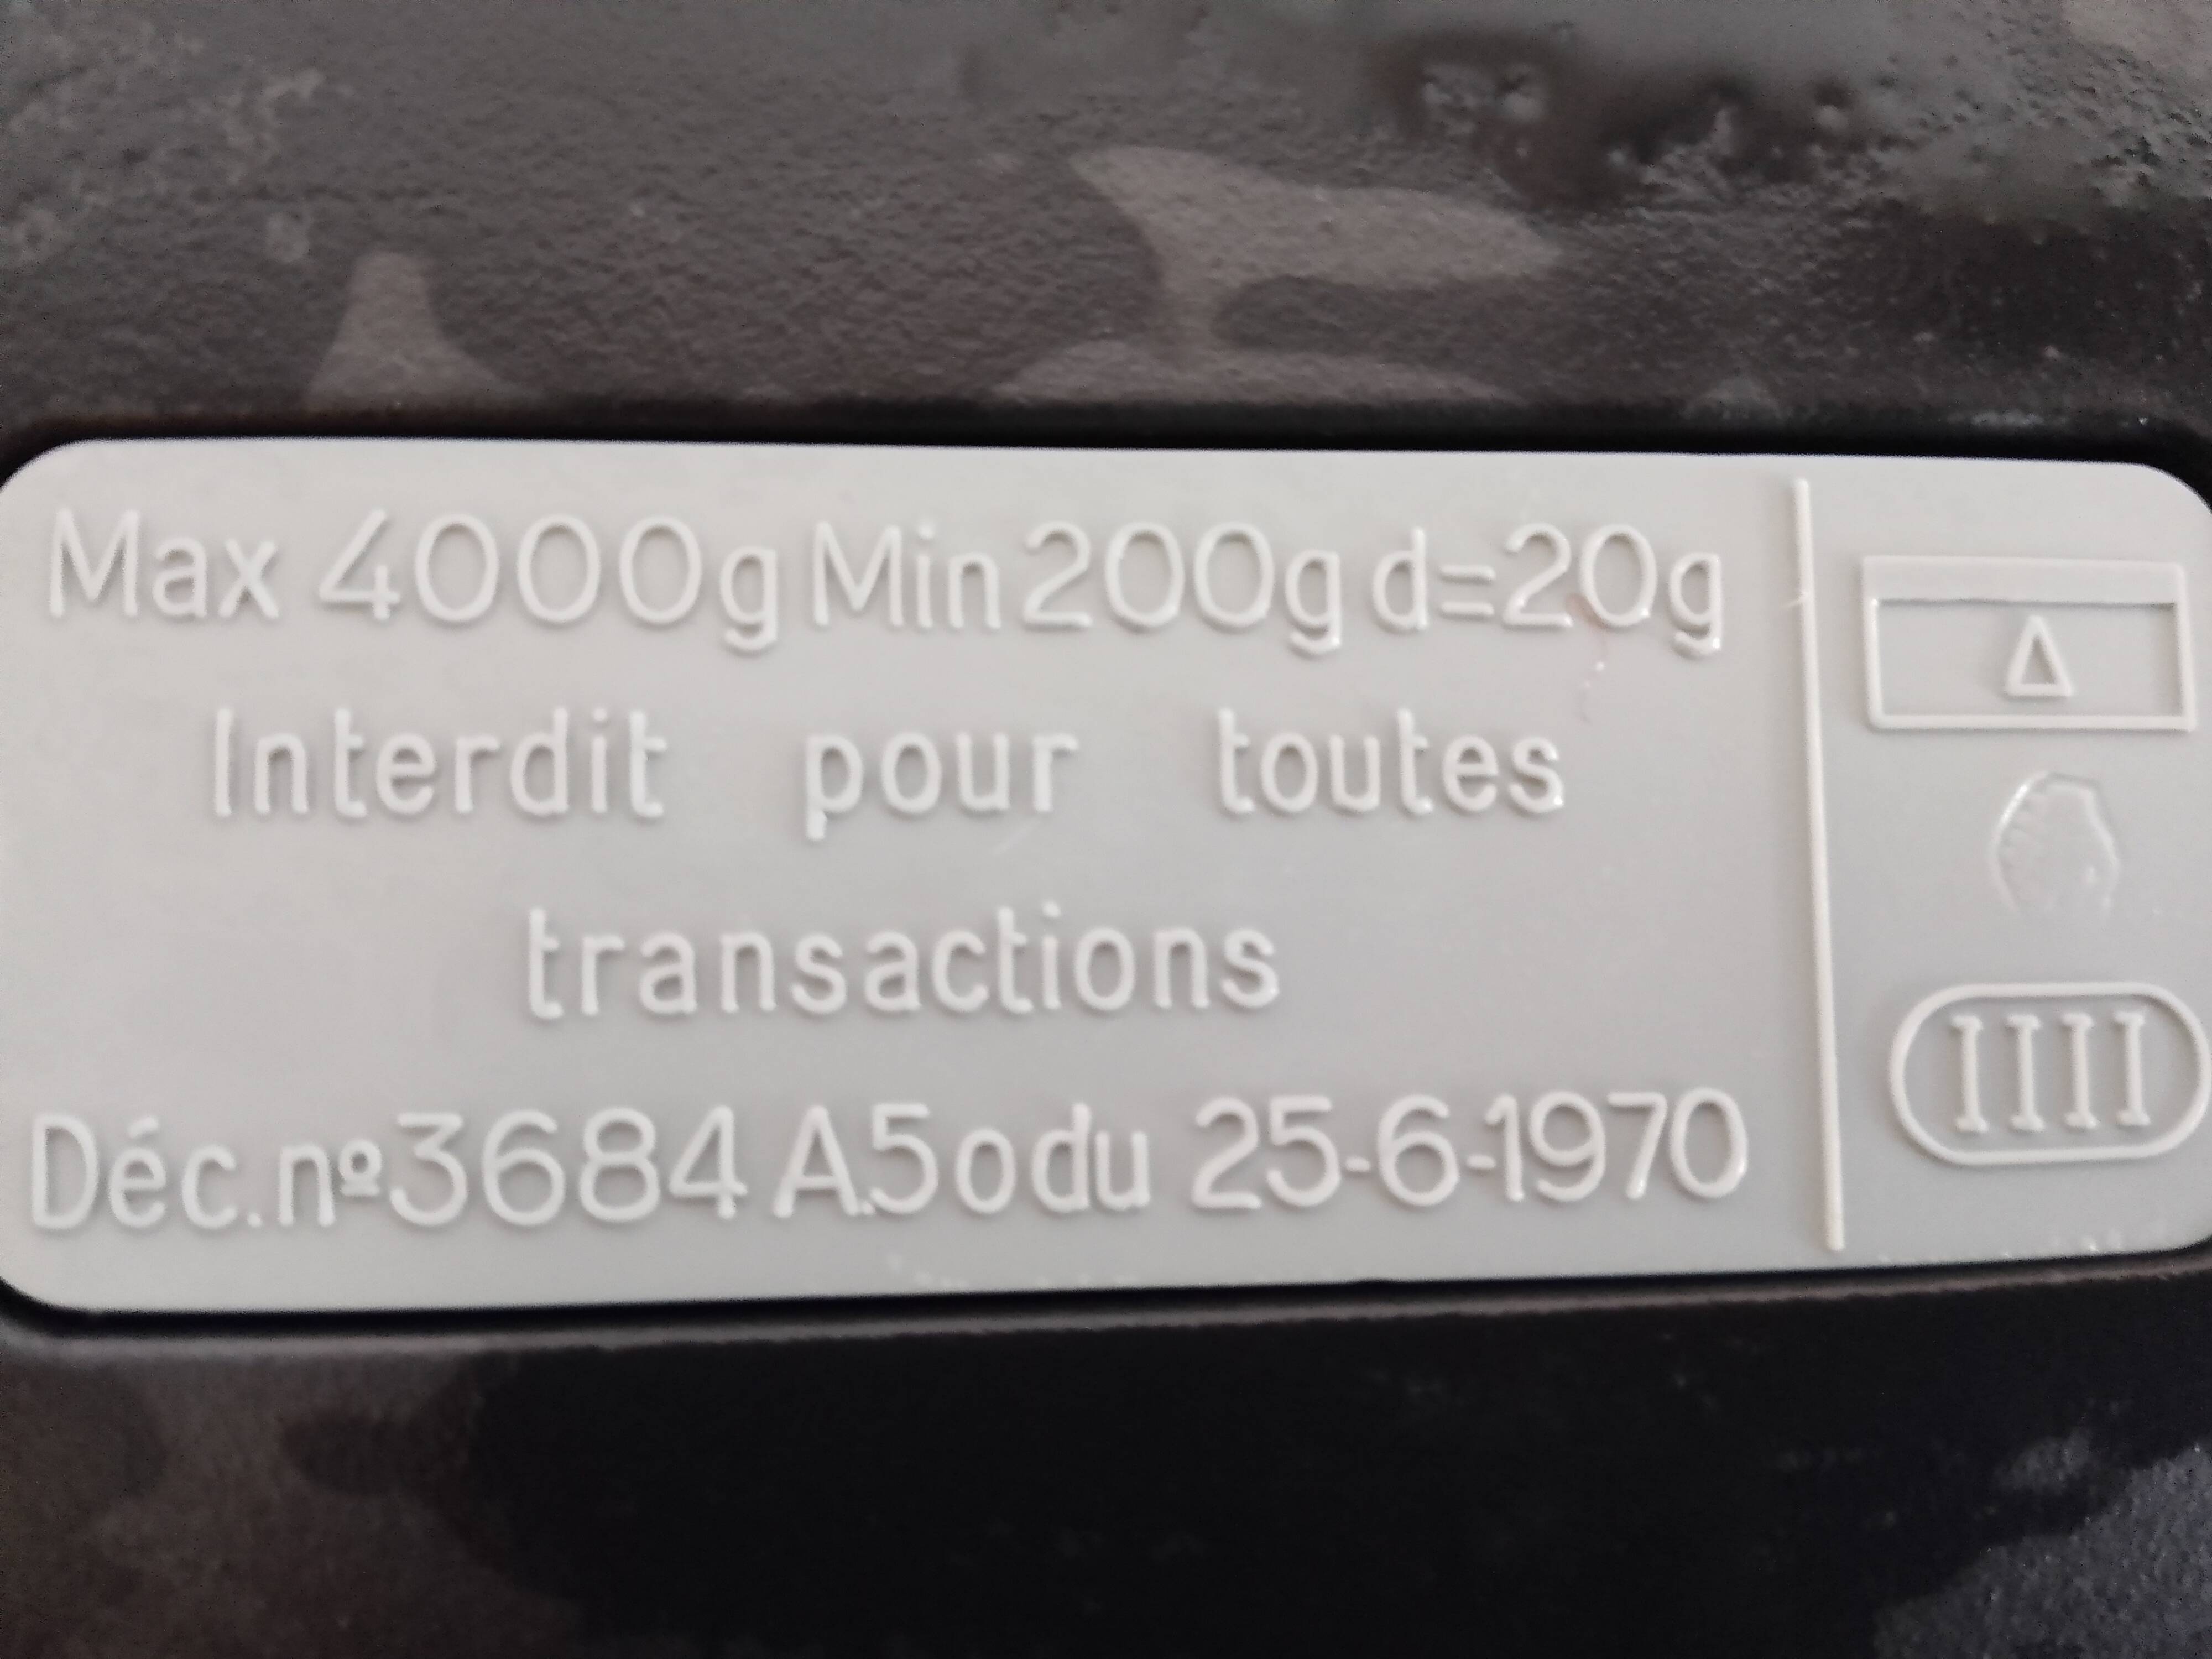 Max 4000g Min 200g d=20g
Interdit pour toutes
transactions
Déc.nº3684 A.5o du 25-6-1970
Δ
IIII